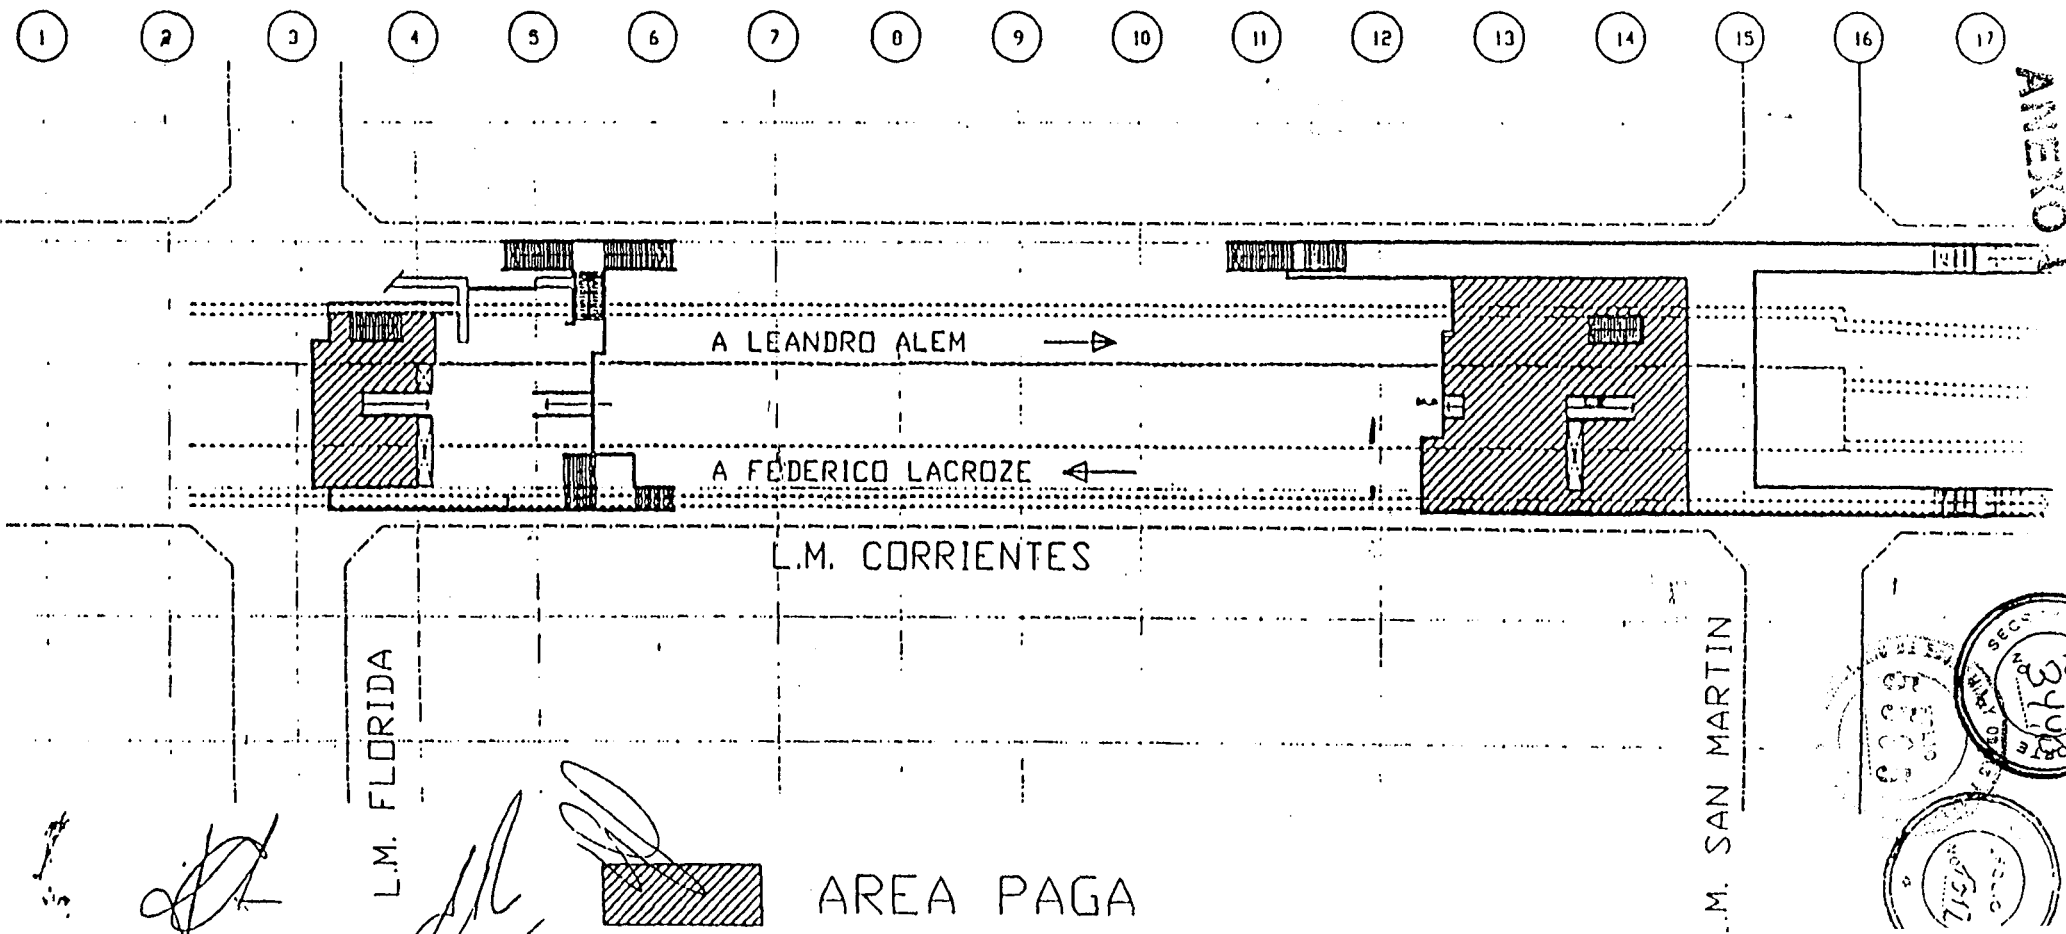 1 2 3 4 5 6 7 8 9 10 11 12 13 14 15 16 17
ANEXO
A LEANDRO ALEM
A FEDERICO LACROZE
L.M. CORRIENTES
L.M. FLORIDA
.M. SAN MARTIN
AREA PAGA